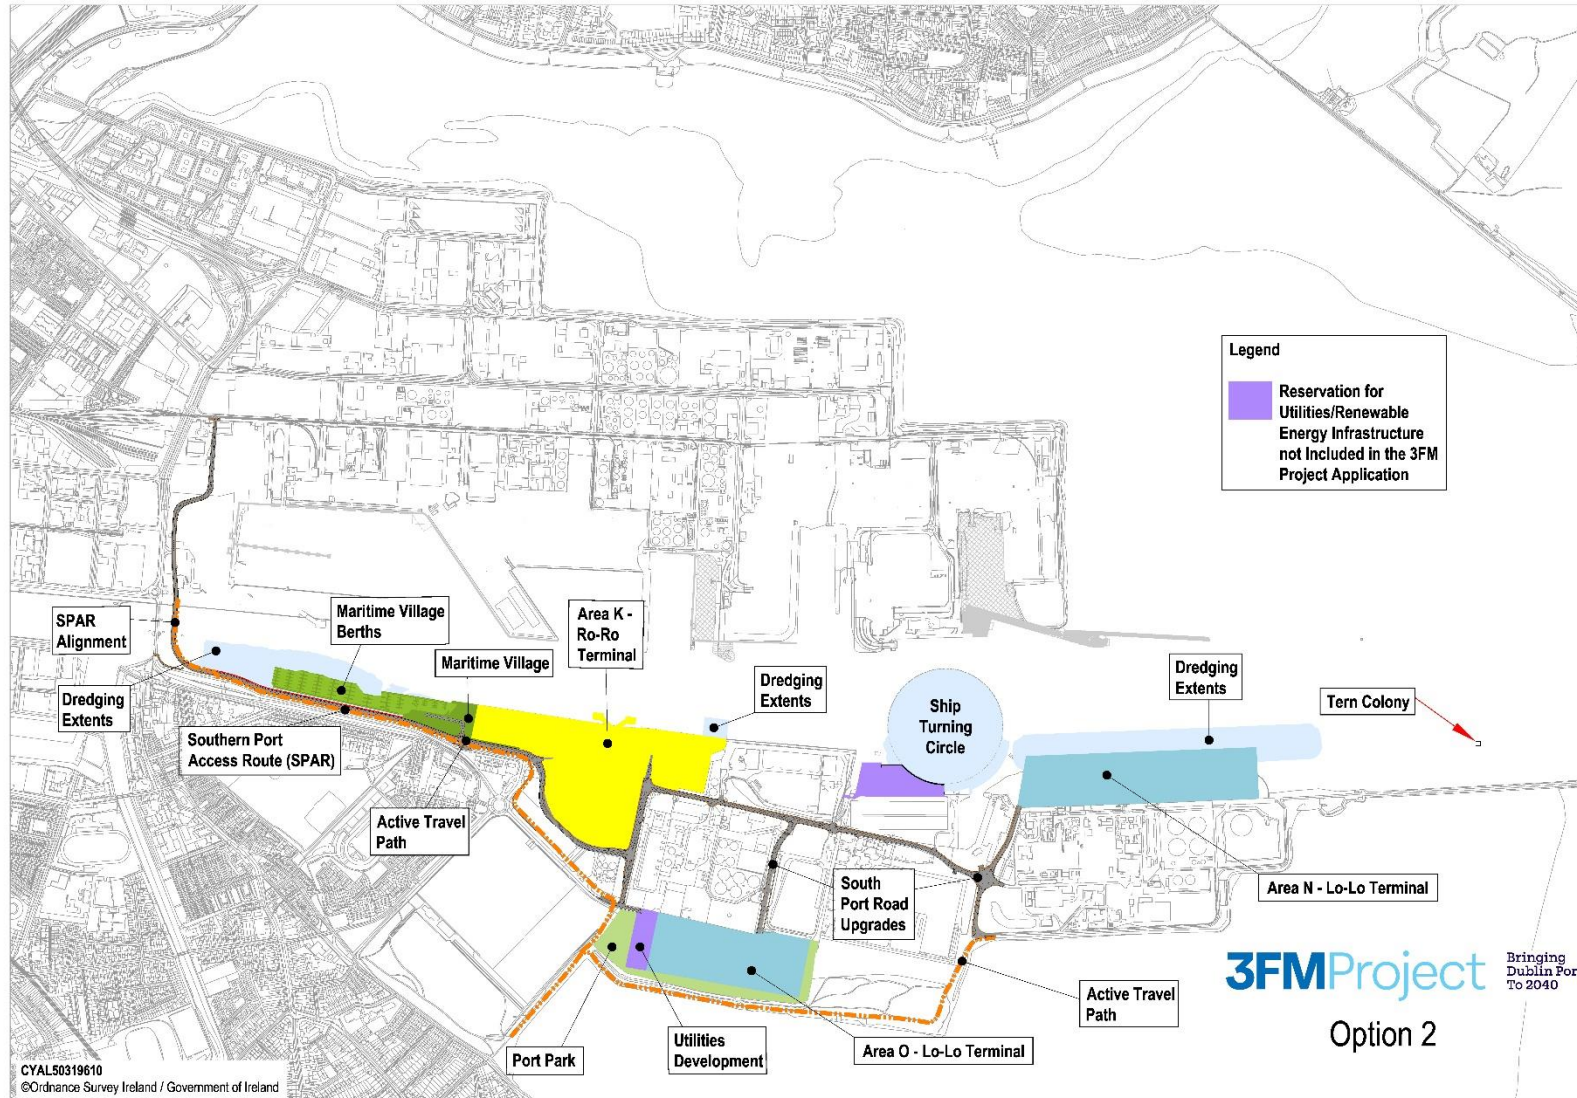 Legend
Reservation for
Utilities/Renewable
Energy Infrastructure
not Included in the 3FM
Project Application
SPAR
Alignment
Maritime Village
Berths
Area K -
Ro-Ro
Terminal
Maritime Village
Dredging
Extents
Southern Port
Access Route (SPAR)
Dredging
Extents
Ship
Turning
Circle
Dredging
Extents
Tern Colony
Active Travel
Path
South
Port Road
Upgrades
Area N - Lo-Lo Terminal
Port Park
Utilities
Development
Area O - Lo-Lo Terminal
Active Travel
Path
3FMProject
Bringing
Dublin Por
To 2040
Option 2
CYAL50319610
©Ordnance Survey Ireland / Government of Ireland